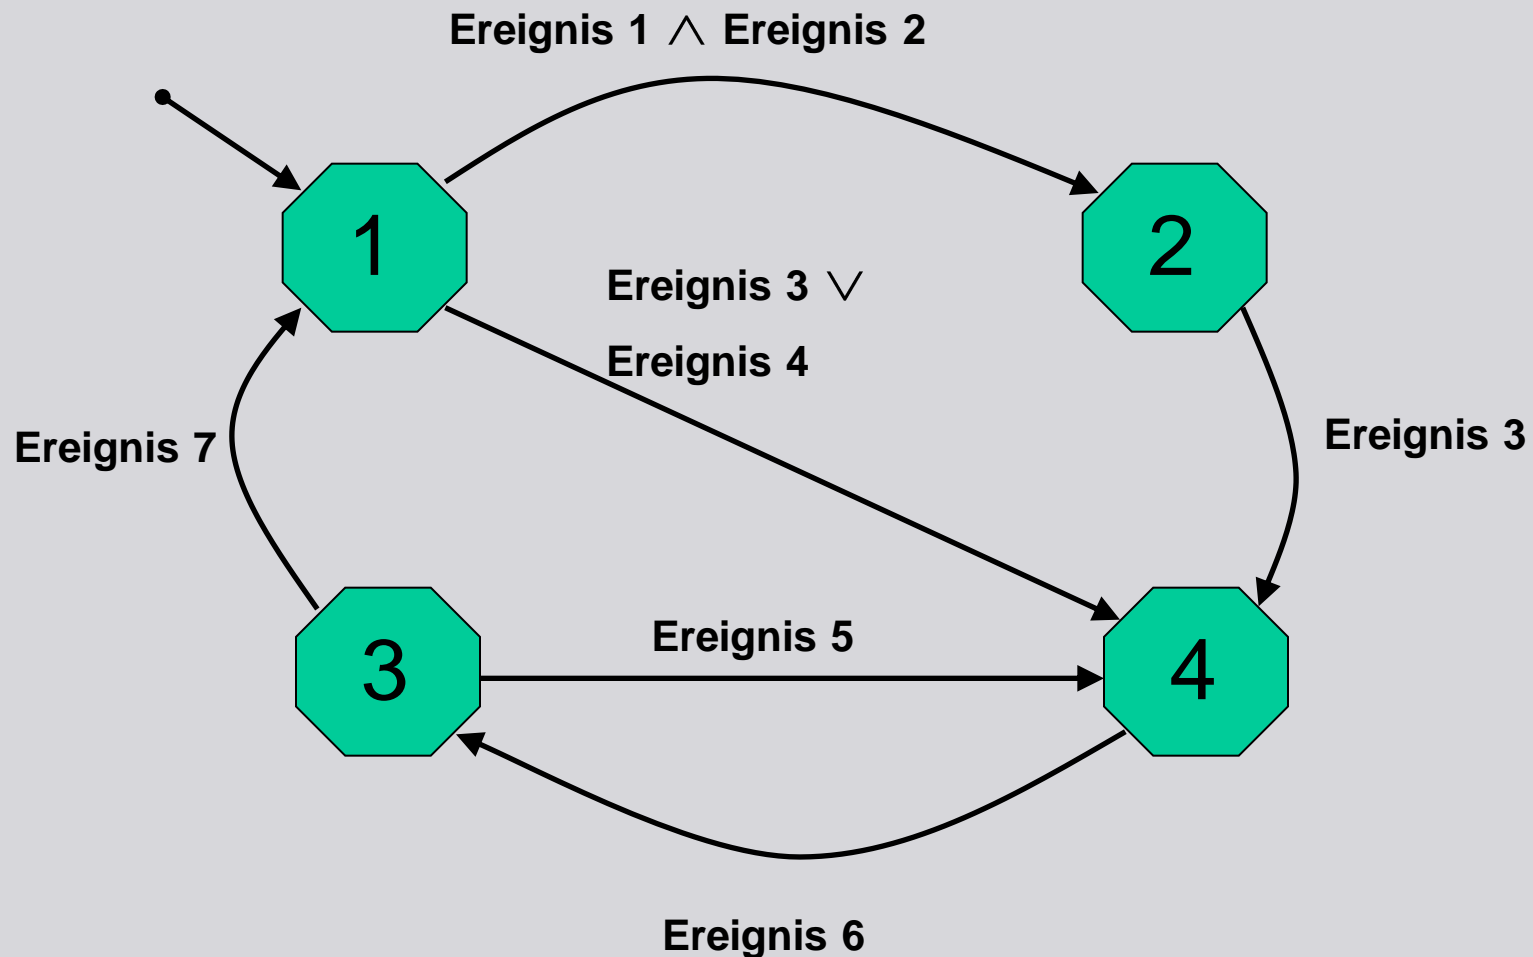 Ereignis 1 ∧ Ereignis 2
1
2
Ereignis 3 ∨
Ereignis 4
Ereignis 7
Ereignis 3
Ereignis 5
3
4
Ereignis 6